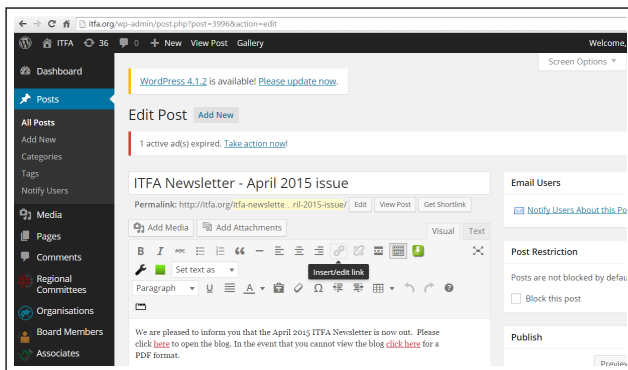 itfa.org/wp-admin/post.php?post=3996&action=edit
ITFA 36 0 + New View Post Gallery Welcome,
Screen Options
Dashboard
WordPress 4.1.2 is available! Please update now.
Posts
Edit Post Add New
All Posts
Add New
1 active ad(s) expired. Take action now!
Categories
Tags
Notify Users
ITFA Newsletter - April 2015 issue
Email Users
Permalink: http://itfa.org/itfa-newslette...ril-2015-issue/ Edit View Post Get Shortlink
Notify Users About this Po
Media
Add Media Add Attachments Visual Text
Pages
Comments
B I ABC
Post Restriction
Regional
Committees
Set text as
Insert/edit link
Posts are not blocked by defau
Paragraph U A Ω
Block this post
Organisations
Board Members
We are pleased to inform you that the April 2015 ITFA Newsletter is now out. Please
click here to open the blog. In the event that you cannot view the blog click here for a
PDF format.
Publish
Associates
Preview